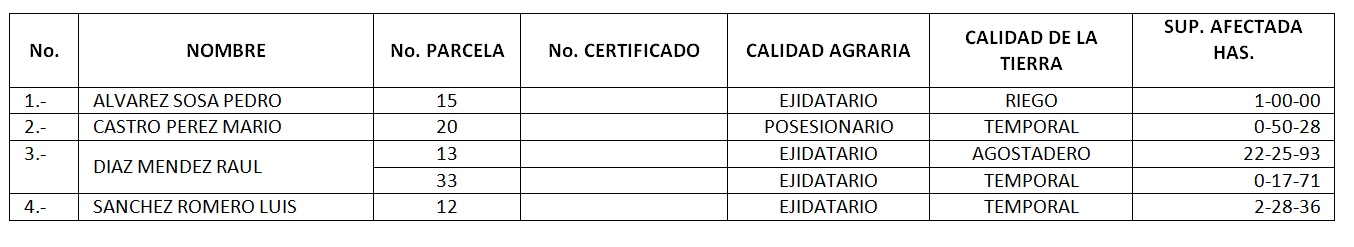 No. NOMBRE No. PARCELA No. CERTIFICADO CALIDAD AGRARIA CALIDAD DE LA TIERRA SUP. AFECTADA HAS.
1.- ALVAREZ SOSA PEDRO 15 EJIDATARIO RIEGO 1-00-00
2.- CASTRO PEREZ MARIO 20 POSESIONARIO TEMPORAL 0-50-28
3.- DIAZ MENDEZ RAUL 13 EJIDATARIO AGOSTADERO 22-25-93
33 EJIDATARIO TEMPORAL 0-17-71
4.- SANCHEZ ROMERO LUIS 12 EJIDATARIO TEMPORAL 2-28-36